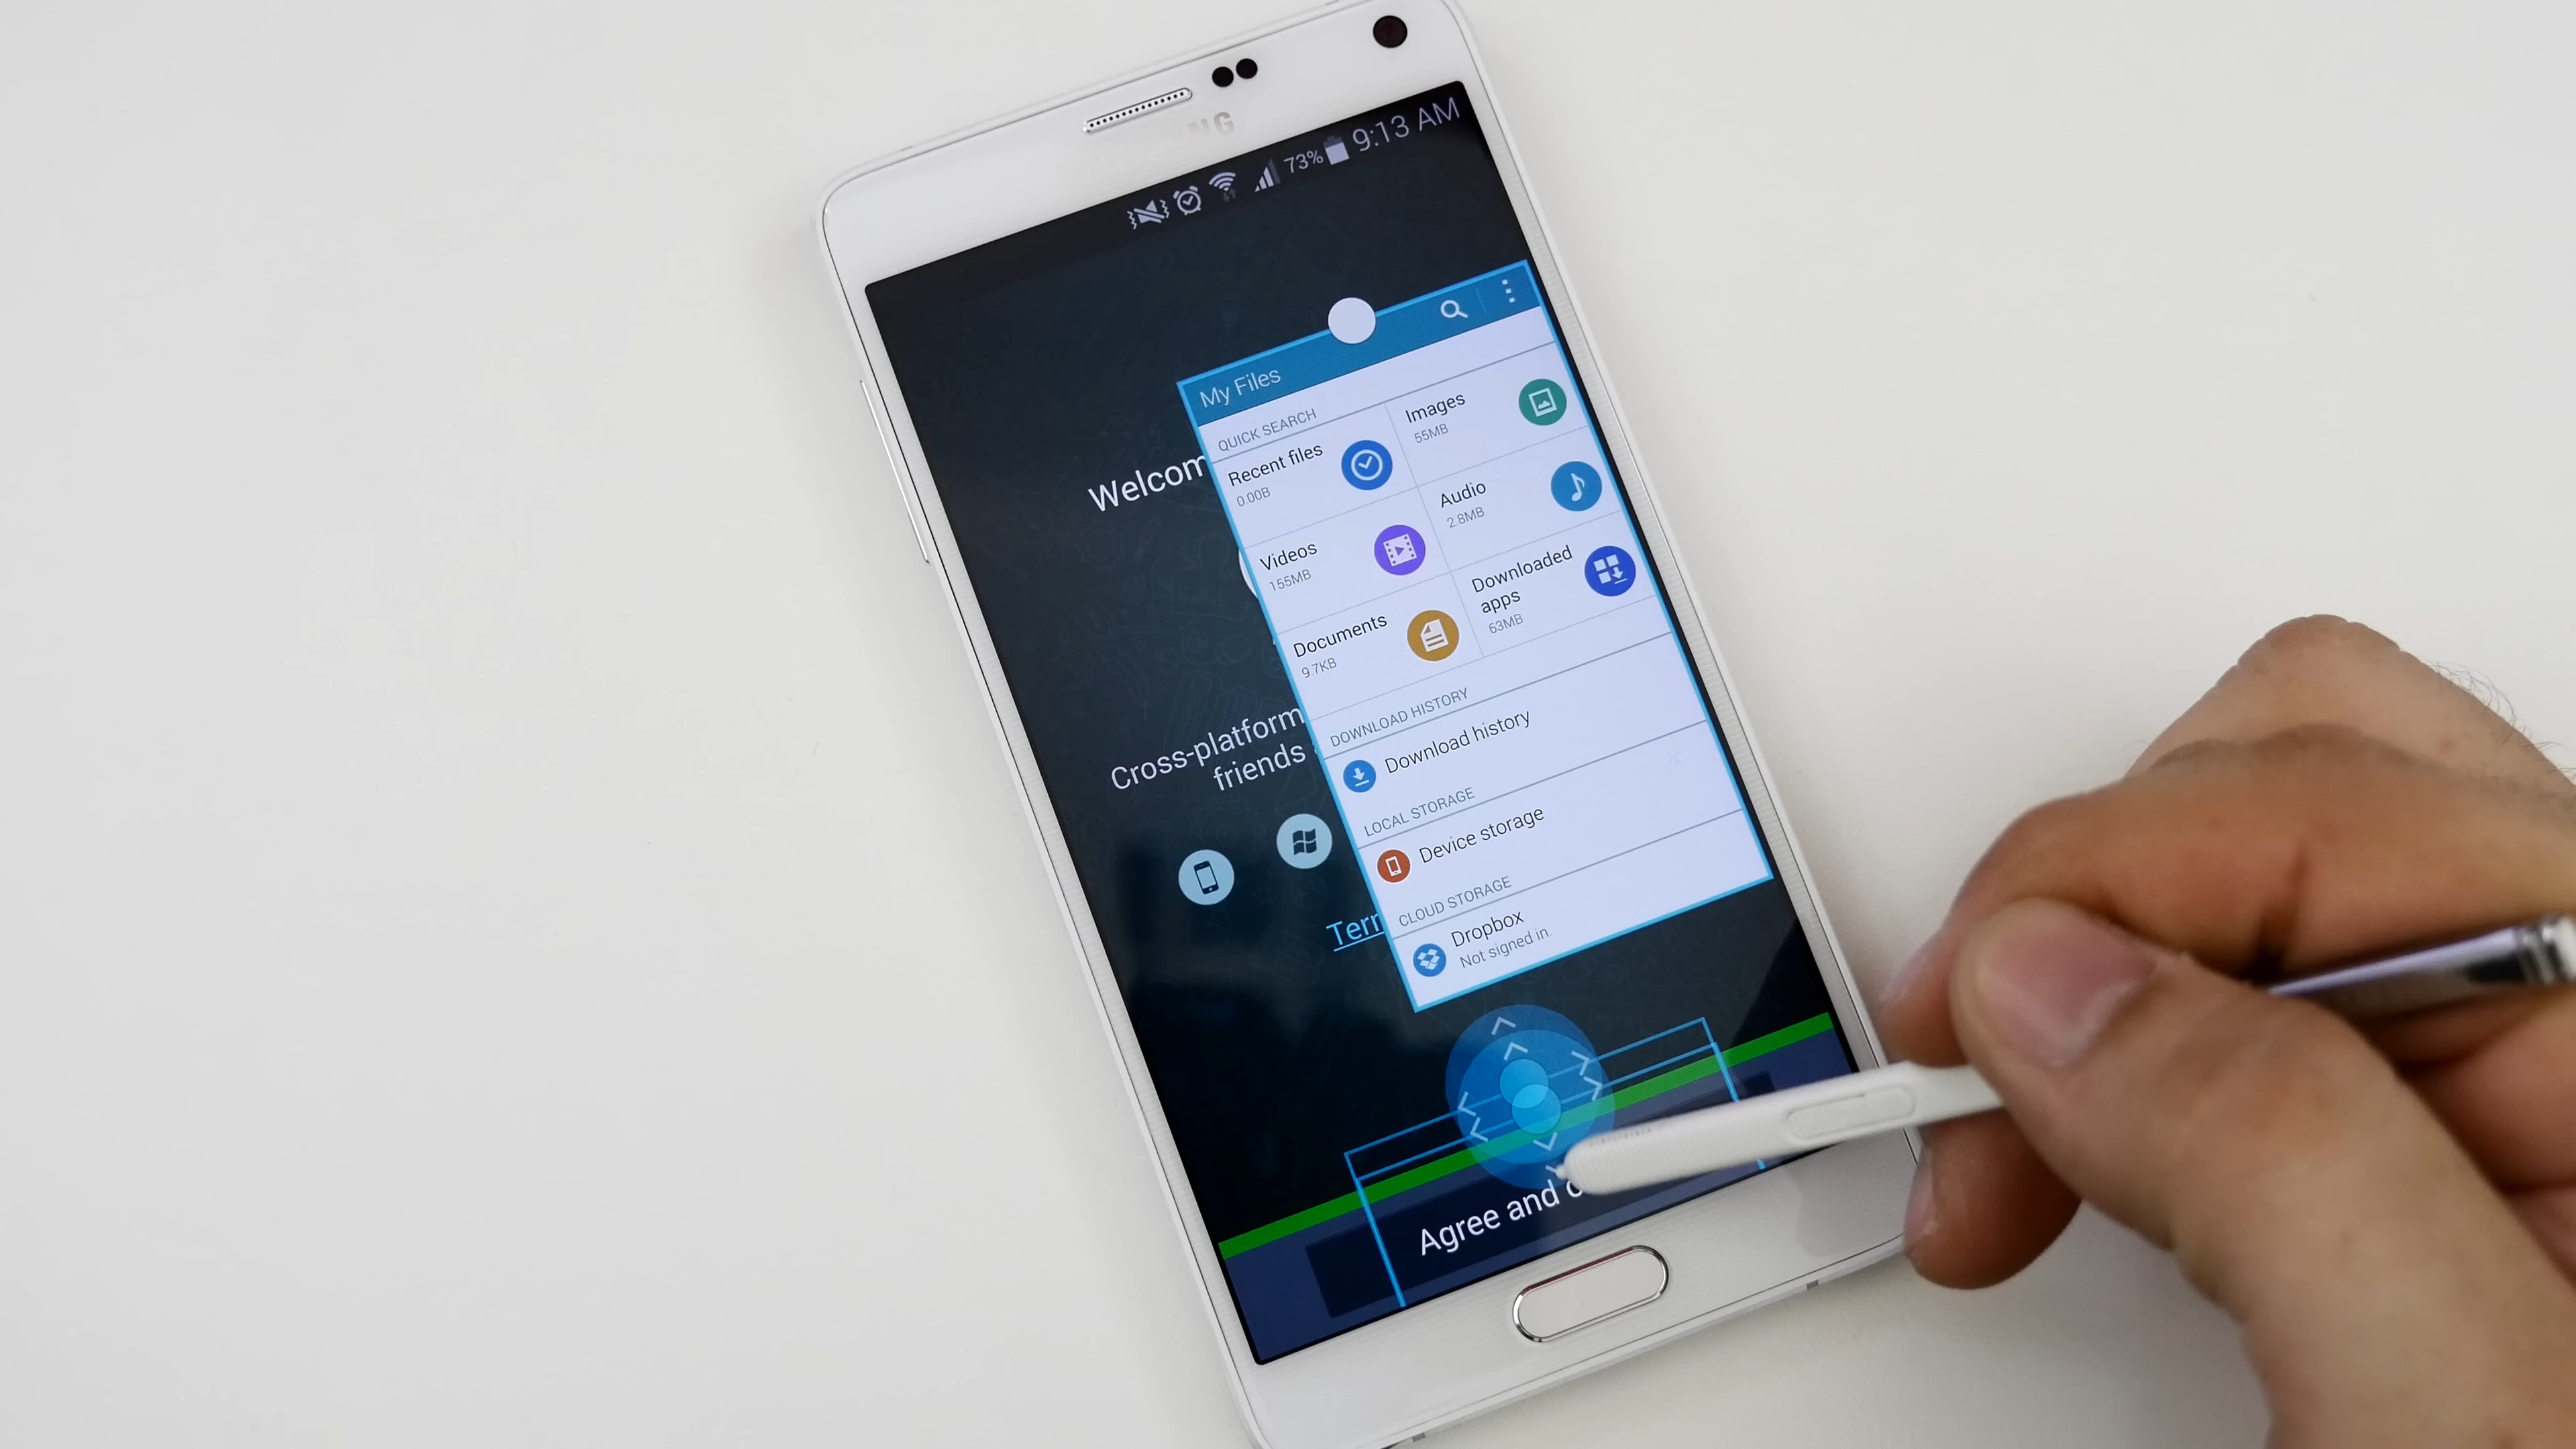 NG
73% 9:13 AM
My Files
QUICK SEARCH
Recent files
0.00B
Images
55MB
Videos
155MB
Audio
2.8MB
Documents
9.7KB
Downloaded
apps
63MB
DOWNLOAD HISTORY
Download history
LOCAL STORAGE
Device storage
CLOUD STORAGE
Dropbox
Not signed in.
Welcom
Cross-platform
friends
Terr
Agree and c